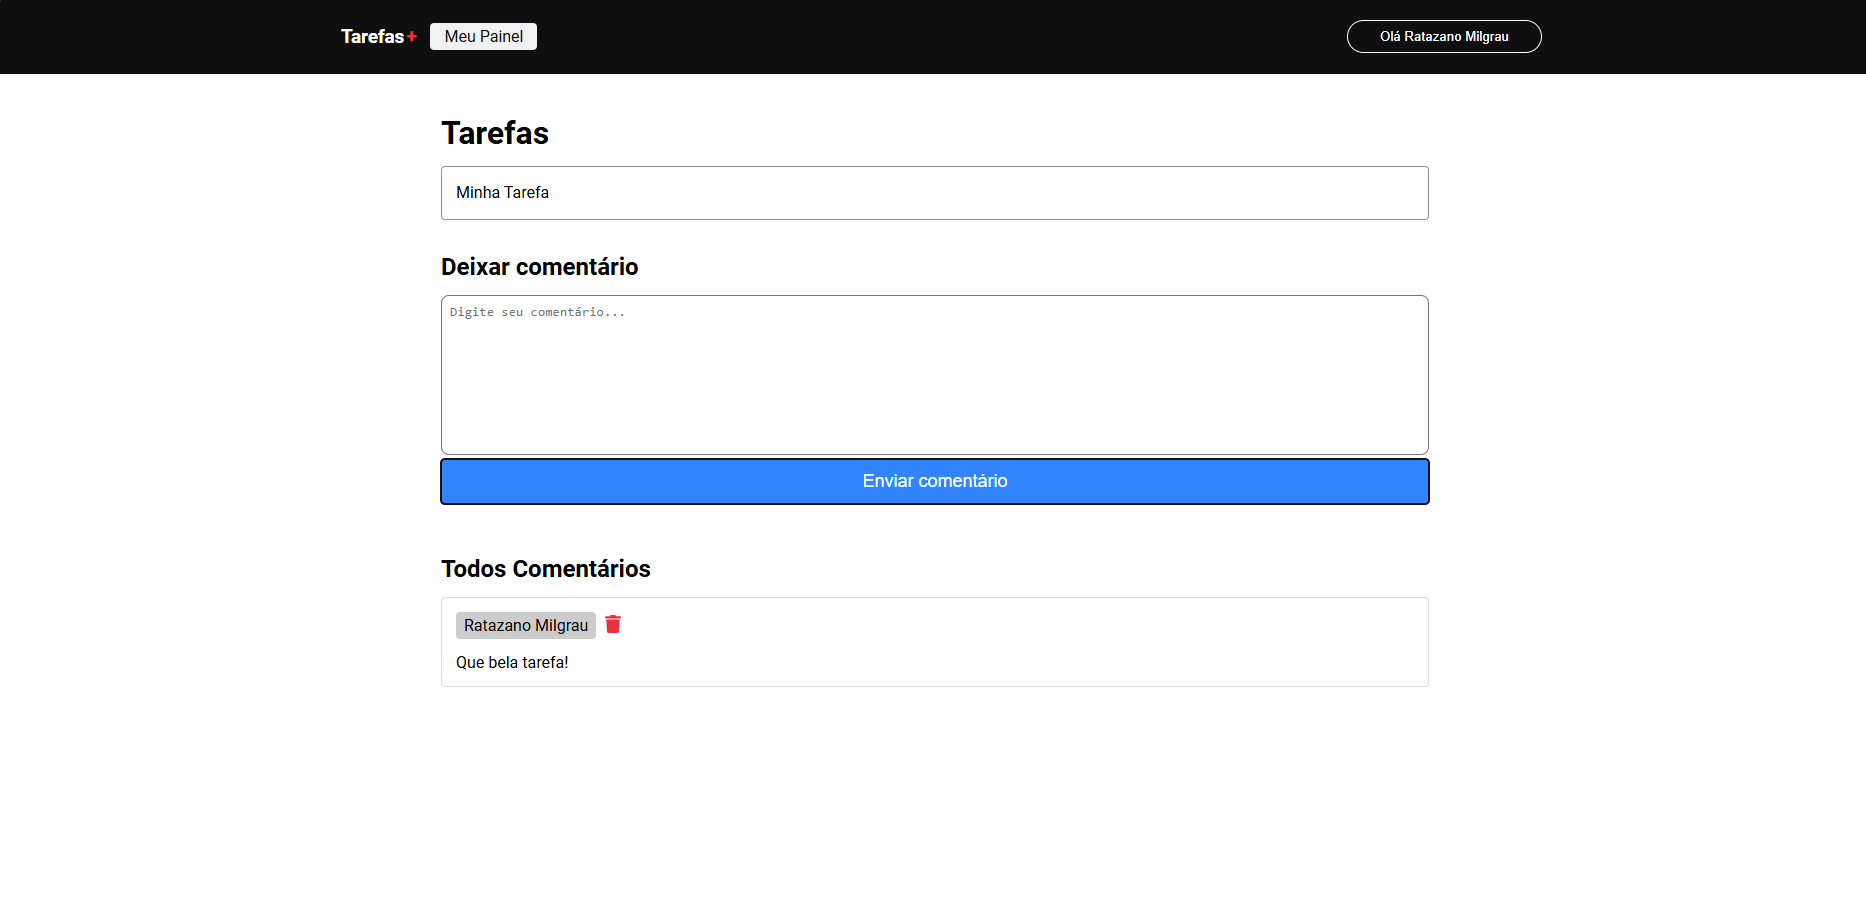 Tarefas+ Meu Painel Olá Ratazano Milgrau
Tarefas
Minha Tarefa
Deixar comentário
Digite seu comentário...
Enviar comentário
Todos Comentários
Ratazano Milgrau
Que bela tarefa!